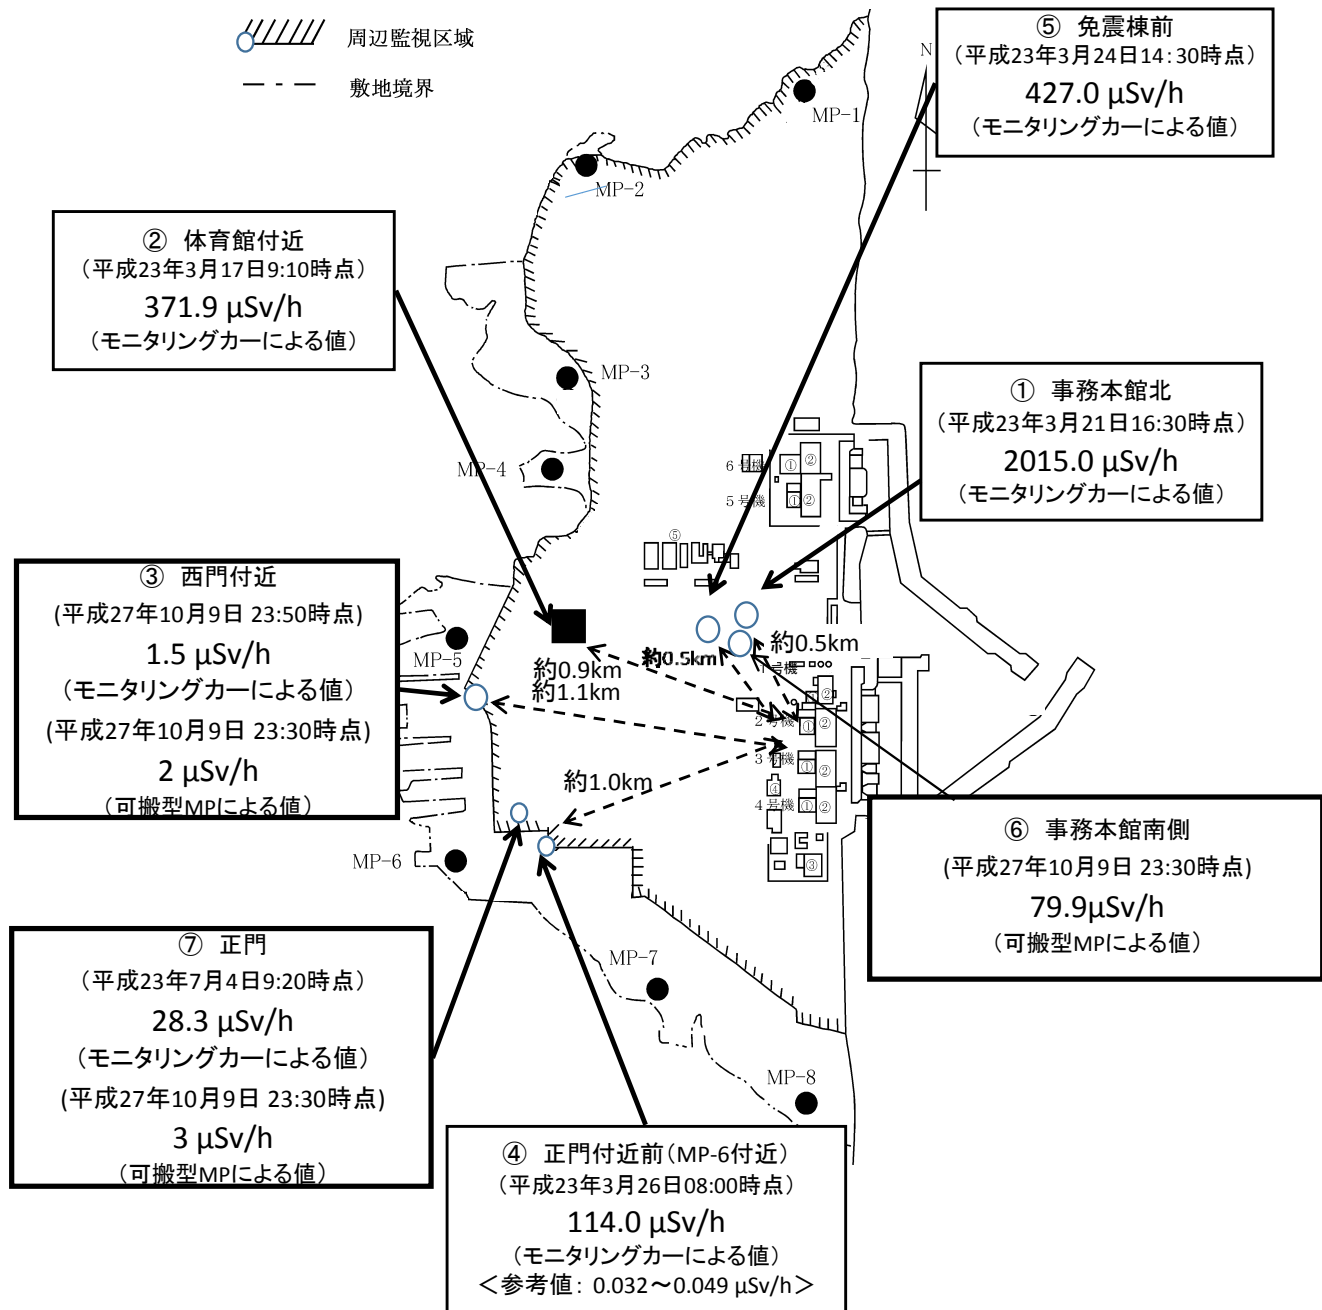 周辺監視区域
敷地境界
⑤ 免震棟前
(平成23年3月24日14:30時点)
427.0 μSv/h
(モニタリングカーによる値)
N
MP-1
MP-2
② 体育館付近
(平成23年3月17日9:10時点)
371.9 μSv/h
(モニタリングカーによる値)
MP-3
MP-4
① 事務本館北
(平成23年3月21日16:30時点)
2015.0 μSv/h
(モニタリングカーによる値)
6号機 ① ②
5号機 ① ②
⑤
③ 西門付近
(平成27年10月9日 23:50時点)
1.5 μSv/h
(モニタリングカーによる値)
(平成27年10月9日 23:30時点)
2 μSv/h
(可搬型MPによる値)
MP-5
約0.9km
約1.1km
約0.5km
約0.5km
1号機 ②
2号機 ① ②
3号機 ① ②
④
4号機 ① ②
③
約1.0km
MP-6
⑥ 事務本館南側
(平成27年10月9日 23:30時点)
79.9μSv/h
(可搬型MPによる値)
⑦ 正門
(平成23年7月4日9:20時点)
28.3 μSv/h
(モニタリングカーによる値)
(平成27年10月9日 23:30時点)
3 μSv/h
(可搬型MPによる値)
MP-7
MP-8
④ 正門付近前(MP-6付近)
(平成23年3月26日08:00時点)
114.0 μSv/h
(モニタリングカーによる値)
<参考値: 0.032~0.049 μSv/h>